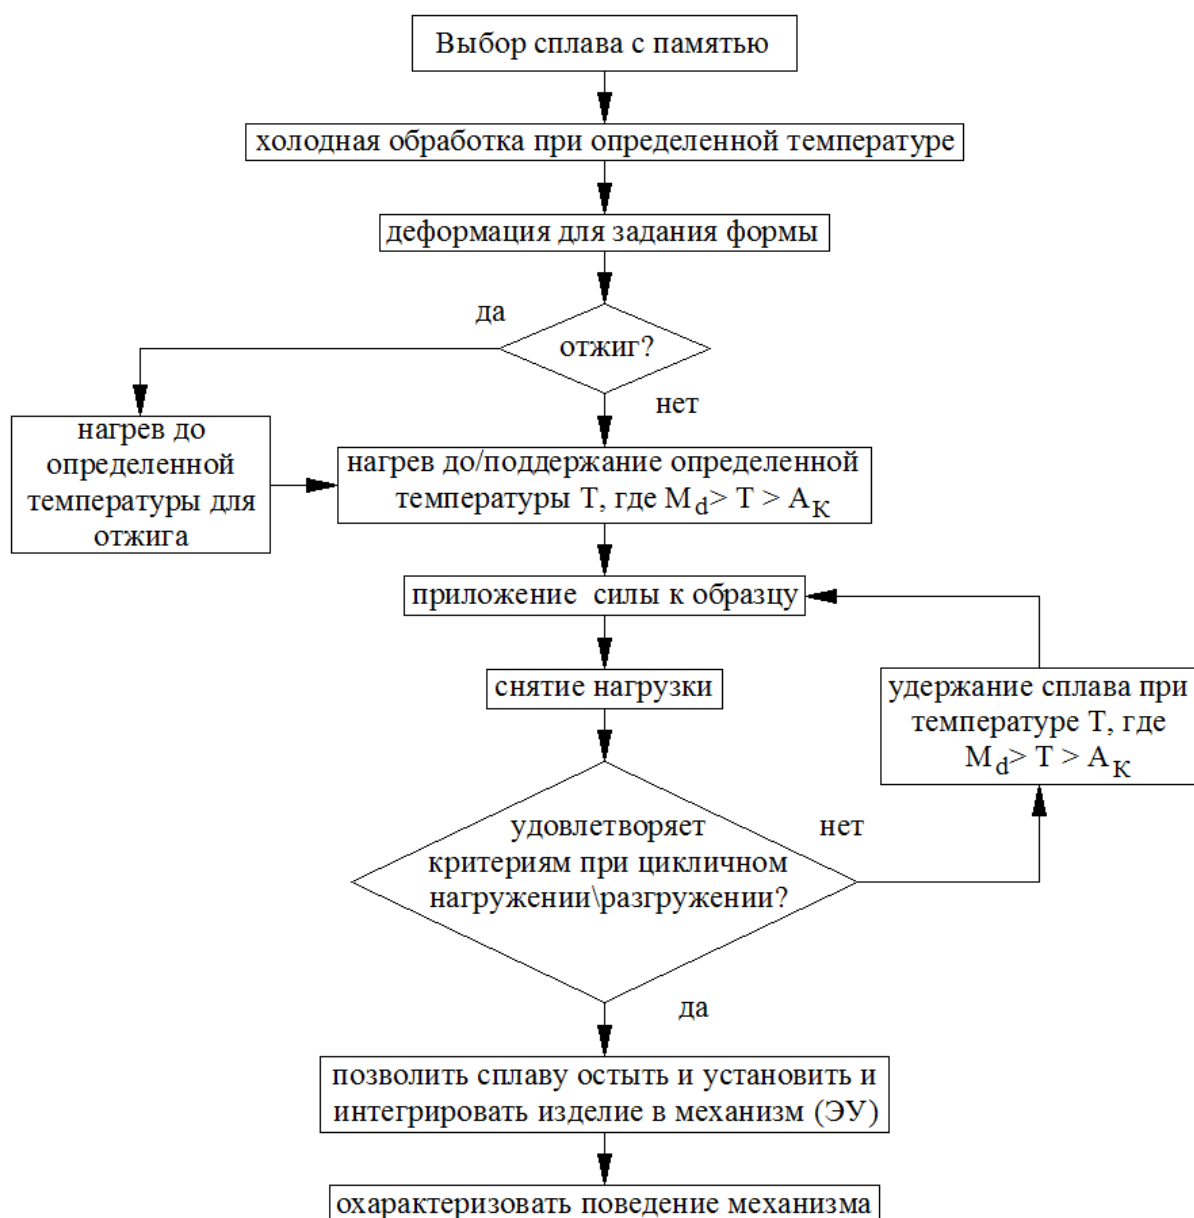 Выбор сплава с памятью
холодная обработка при определенной температуре
деформация для задания формы
да
отжиг?
нет
нагрев до
определенной
температуры для
отжига
нагрев до/поддержание определенной
температуры Т, где M_d> T > A_K
приложение силы к образцу
снятие нагрузки
удержание сплава при
температуре Т, где
M_d> T > A_K
удовлетворяет
критериям при цикличном
нагружении\разгружении?
нет
да
позволить сплаву остыть и установить и
интегрировать изделие в механизм (ЭУ)
охарактеризовать поведение механизма